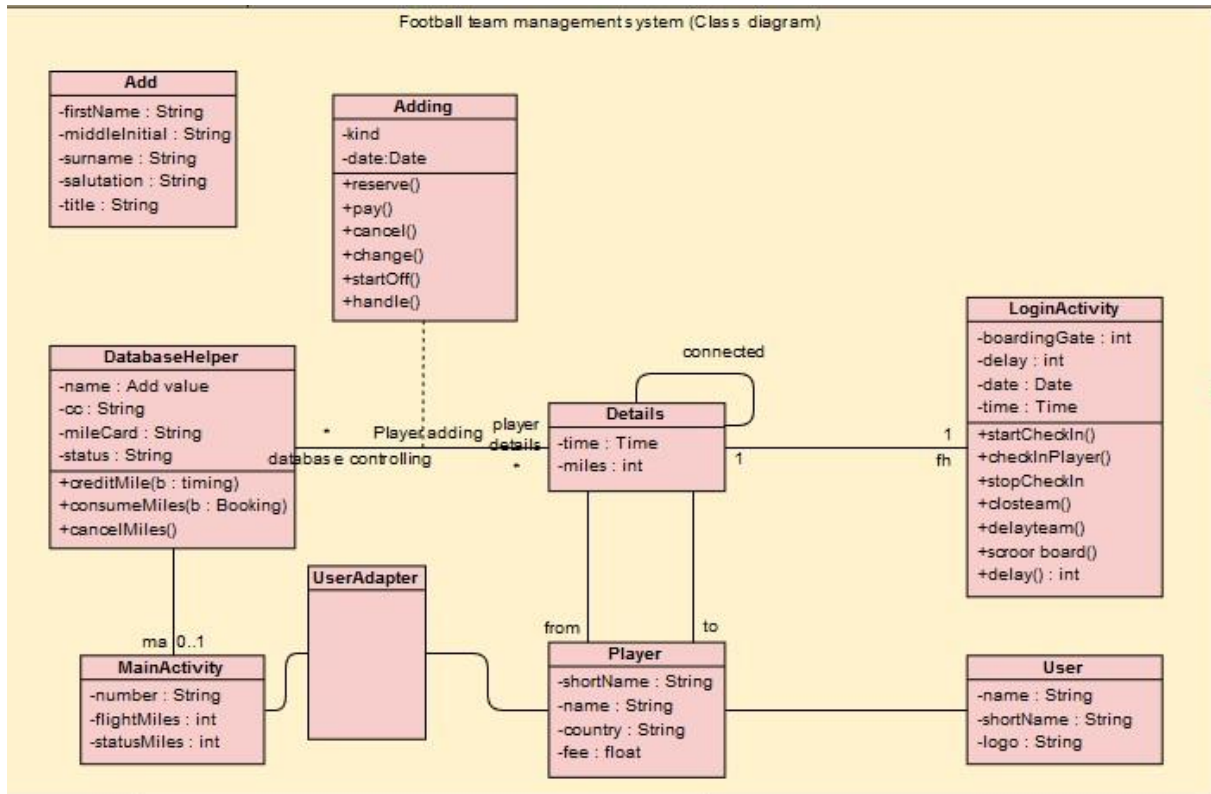 Football team management system (Class diagram)
Add
-firstName : String
-middleInitial : String
-surname : String
-salutation : String
-title : String
Adding
-kind
-date:Date
+reserve()
+pay()
+cancel()
+change()
+startOff()
+handle()
LoginActivity
-boardingGate : int
-delay : int
-date : Date
-time : Time
+startCheckIn()
+checkInPlayer()
+stopCheckIn
+closteam()
+delayteam()
+scroor board()
+delay() : int
DatabaseHelper
-name : Add value
-cc : String
-mileCard : String
-status : String
+creditMile(b : timing)
+consumeMiles(b : Booking)
+cancelMiles()
*
Player adding
database controlling
player
details
*
connected
Details
-time : Time
-miles : int
1
1
fh
UserAdapter
from
to
ma 0..1
MainActivity
-number : String
-flightMiles : int
-statusMiles : int
Player
-shortName : String
-name : String
-country : String
-fee : float
User
-name : String
-shortName : String
-logo : String